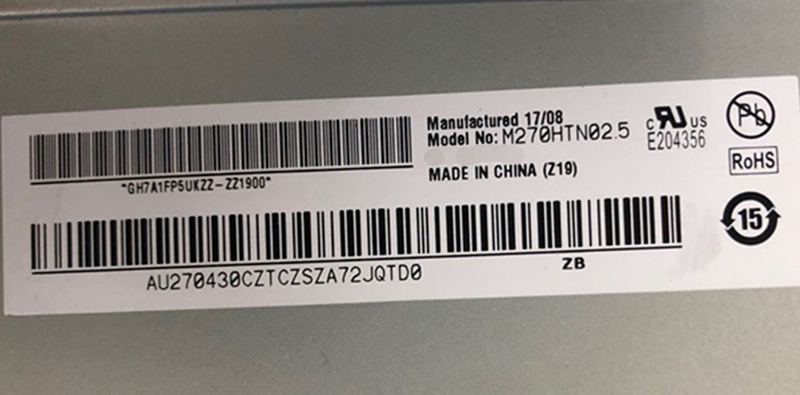 Manufactured 17/08
Model No: M270HTN02.5
c RU US
E204356
Pb
*GH7A1FP5UKZZ-ZZ1900*
MADE IN CHINA (Z19)
RoHS
15
AU270430CZTCZSZA72JQTD0
ZB